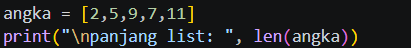 angka = [2,5,9,7,11]
print("\npanjang list: ", len(angka))